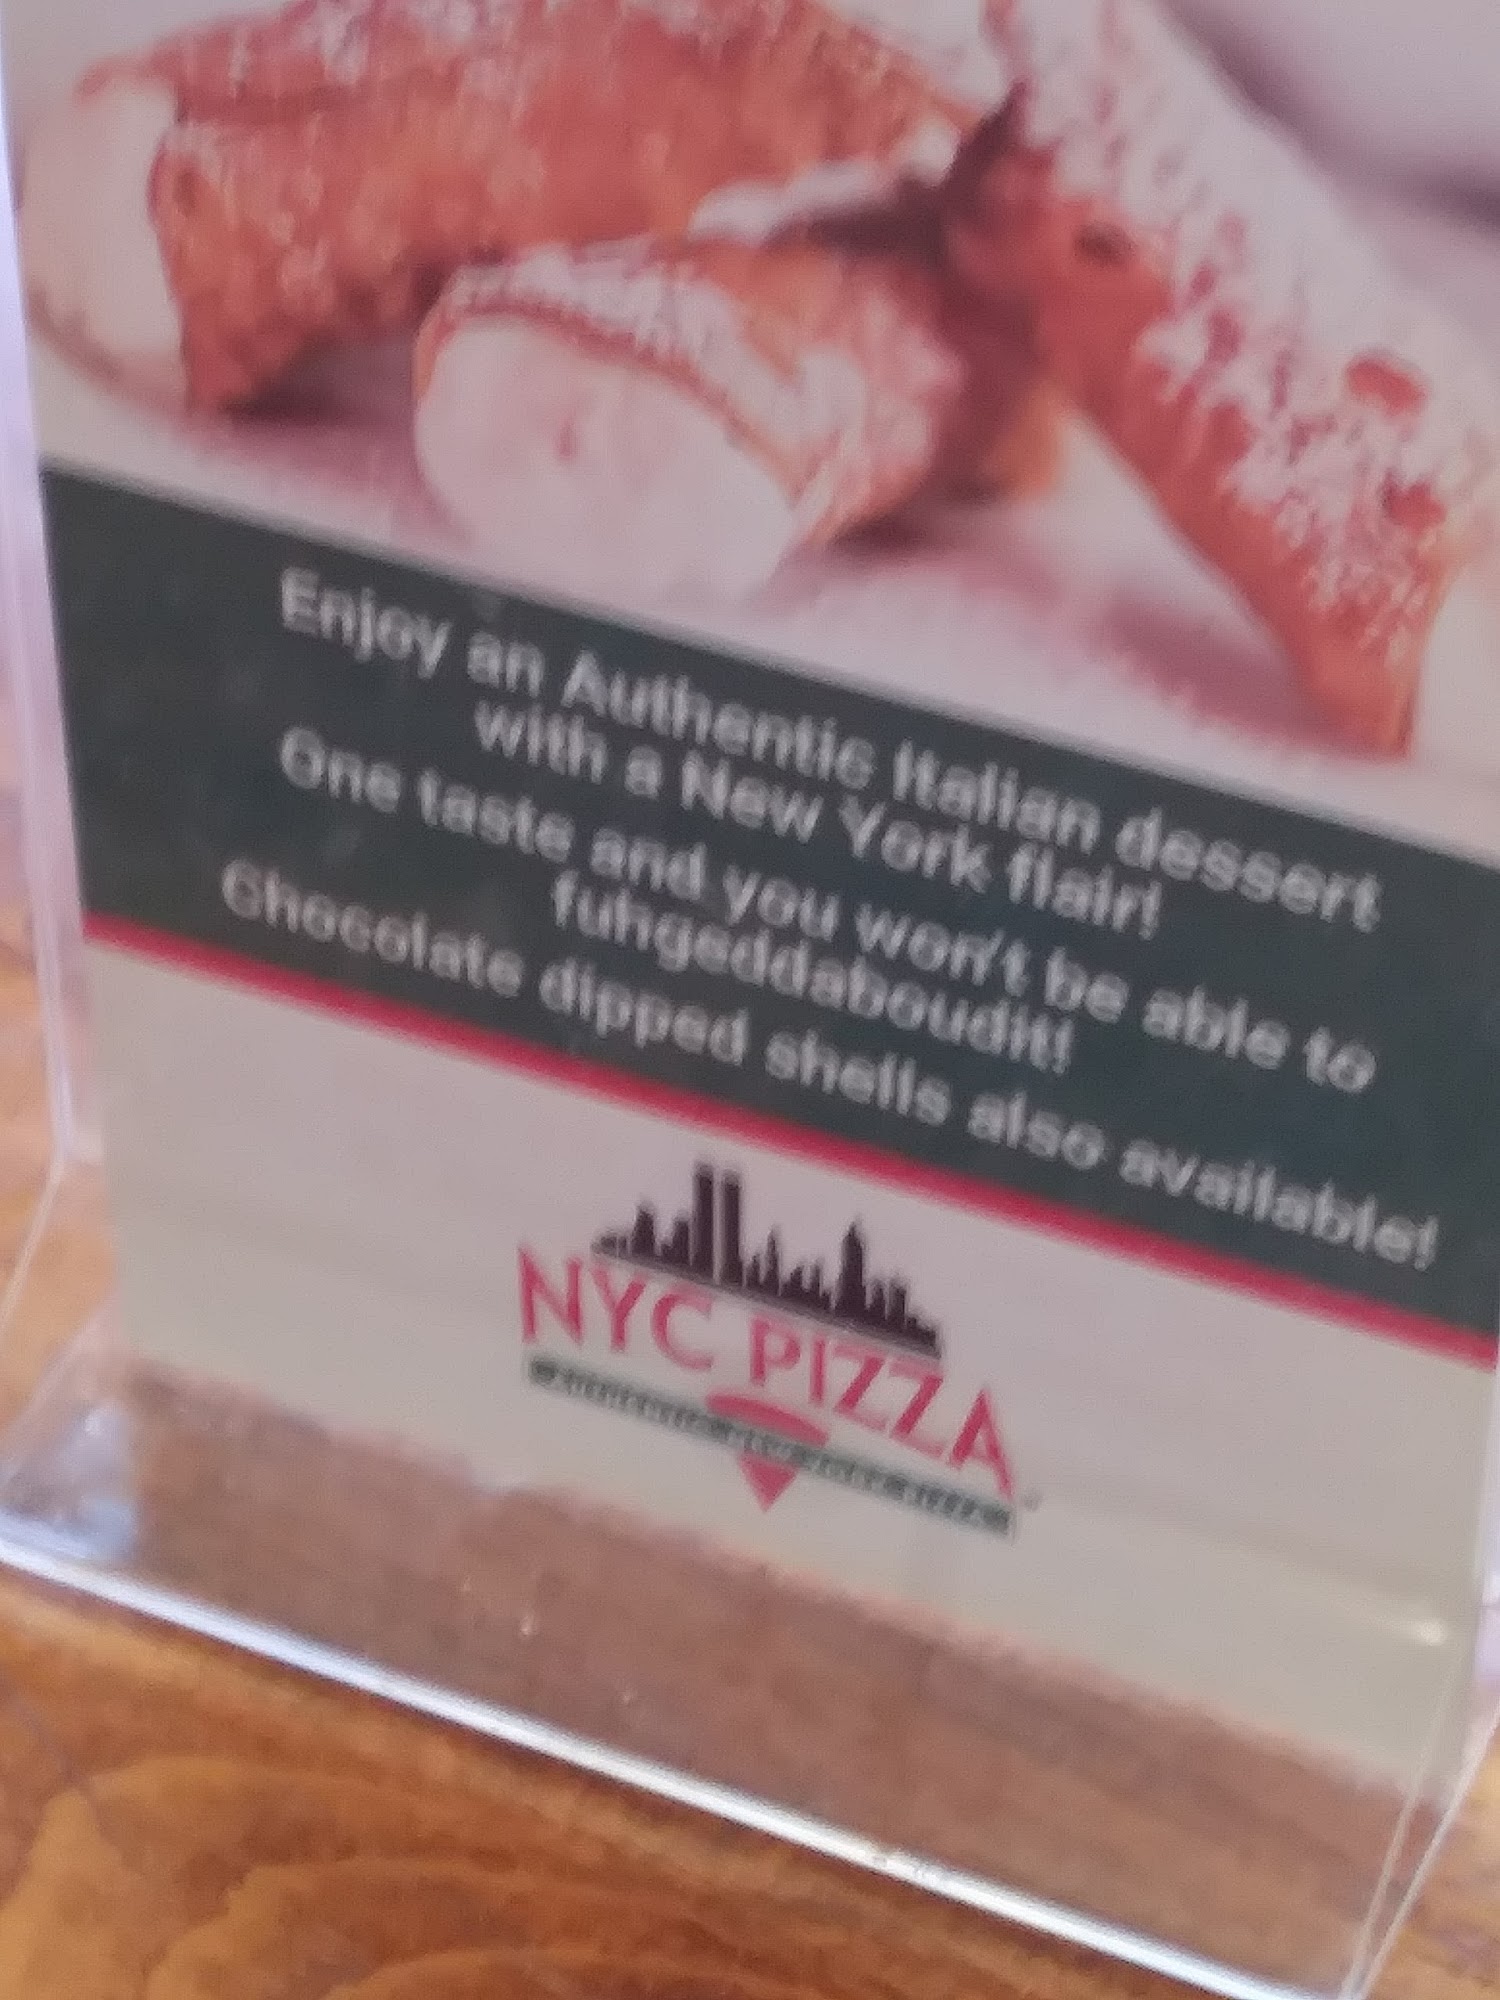 Enjoy an Authentic Italian dessert
with a New York flair!
One taste and you won't be able to
fuhgeddaboudit!
Chocolate dipped shells also available!
NYC PIZZA